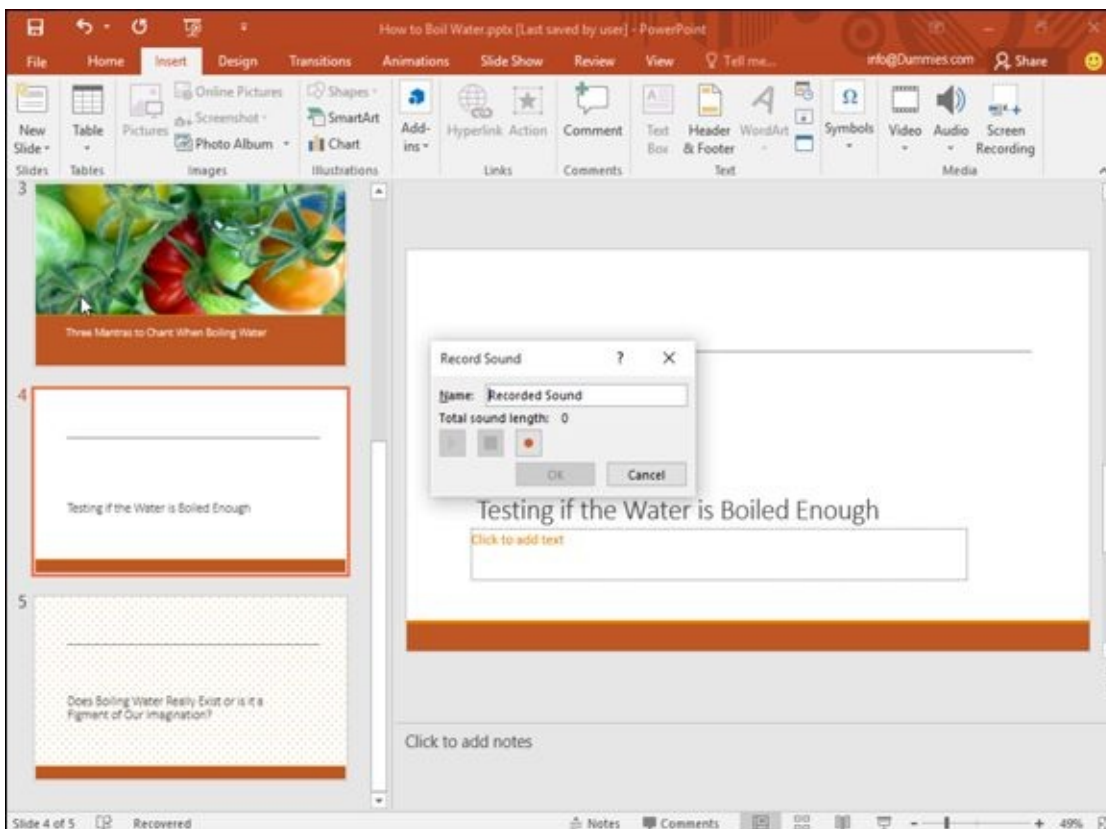 How to Boil Water.pptx [Last saved by user] - PowerPoint
File Home Insert Design Transitions Animations Slide Show Review View Tell me... info@Dummies.com Share
New Slide
Table
Pictures
Online Pictures
Screenshot
Photo Album
Shapes
SmartArt
Chart
Add-ins
Hyperlink
Action
Comment
Text Box
Header & Footer
WordArt
Symbols
Video
Audio
Screen Recording
Slides Tables Images Illustrations Links Comments Text Media
3
Three Mantras to Chant When Boiling Water
4
Testing if the Water is Boiled Enough
5
Does Boiling Water Really Exist or is it a
Figment of Our Imagination?
Record Sound ?
Name: Recorded Sound
Total sound length: 0
OK Cancel
Testing if the Water is Boiled Enough
Click to add text
Click to add notes
Slide 4 of 5 Recovered Notes Comments 49%